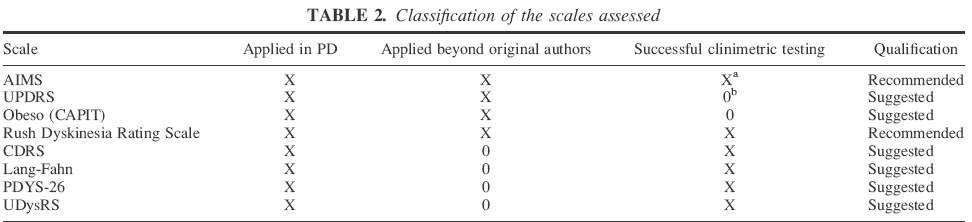 TABLE 2. Classification of the scales assessed
Scale Applied in PD Applied beyond original authors Successful clinimetric testing Qualification
AIMS X X Xa Recommended
UPDRS X X 0b Suggested
Obeso (CAPIT) X X 0 Suggested
Rush Dyskinesia Rating Scale X X X Recommended
CDRS X 0 X Suggested
Lang-Fahn X 0 X Suggested
PDYS-26 X 0 X Suggested
UDysRS X 0 X Suggested